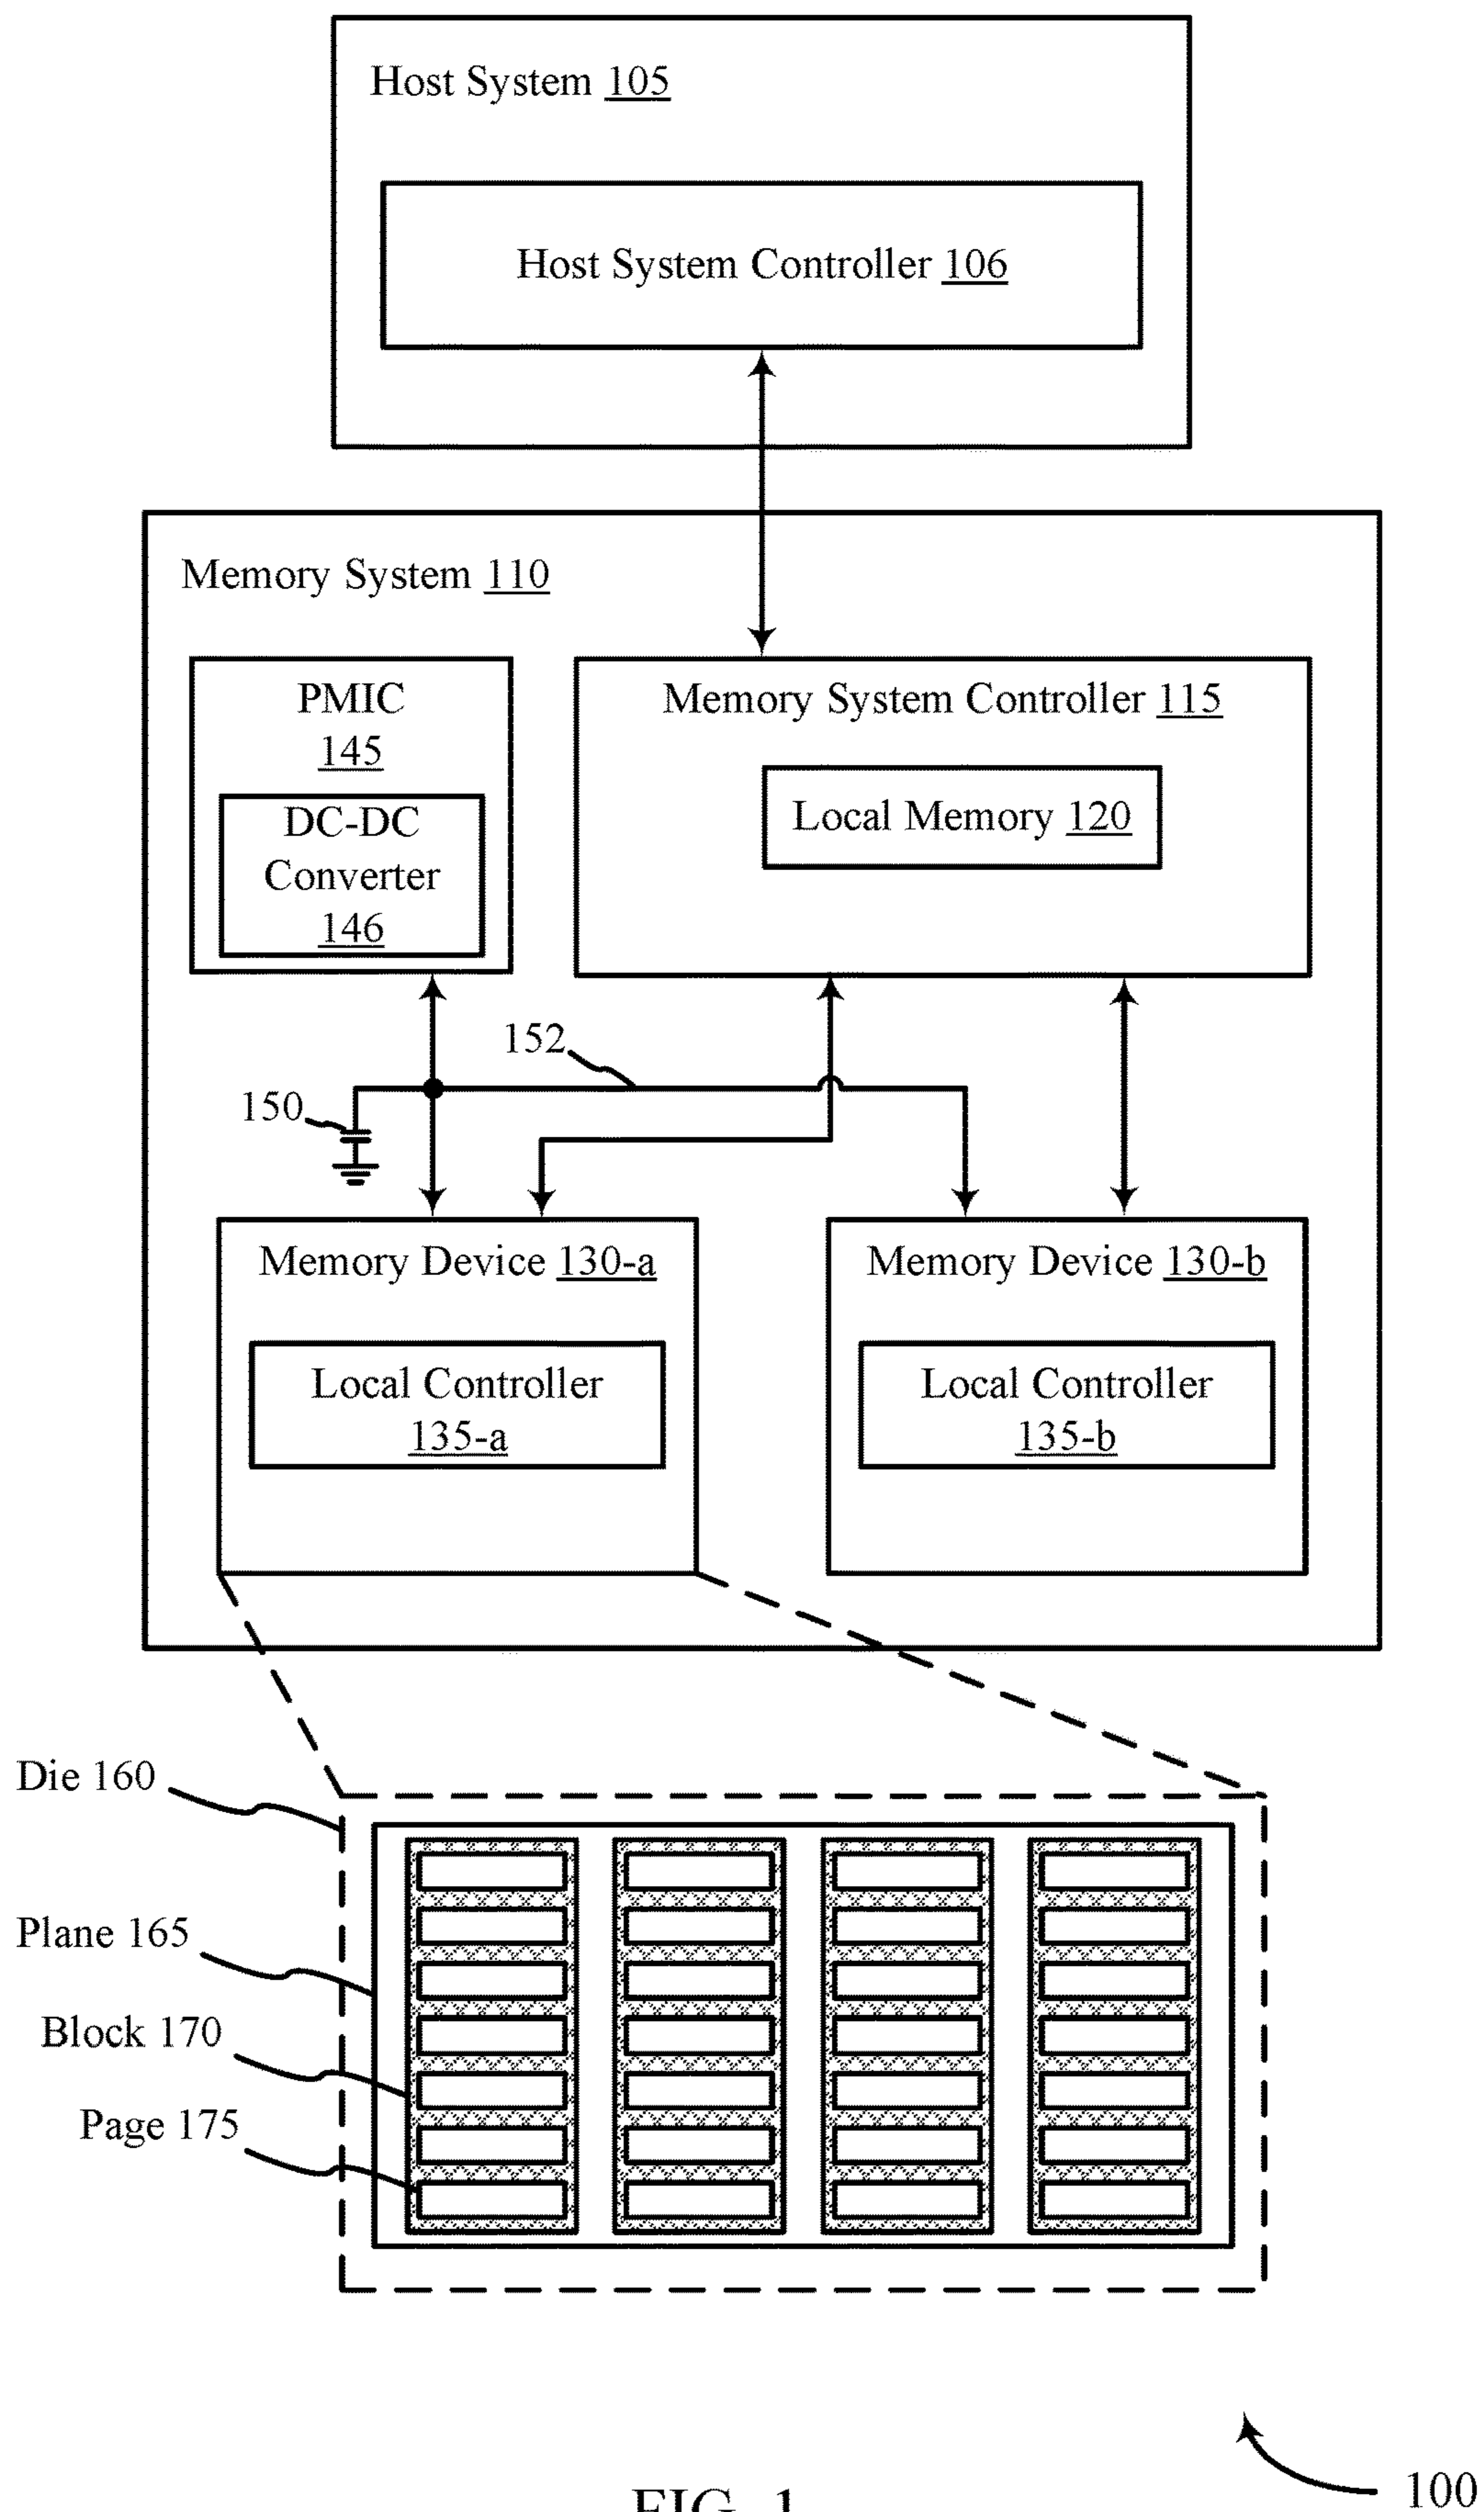 Host System 105
Host System Controller 106
Memory System 110
PMIC
145
DC-DC
Converter
146
Memory System Controller 115
Local Memory 120
152
150
Memory Device 130-a
Local Controller
135-a
Memory Device 130-b
Local Controller
135-b
Die 160
Plane 165
Block 170
Page 175
100
FIG. 1